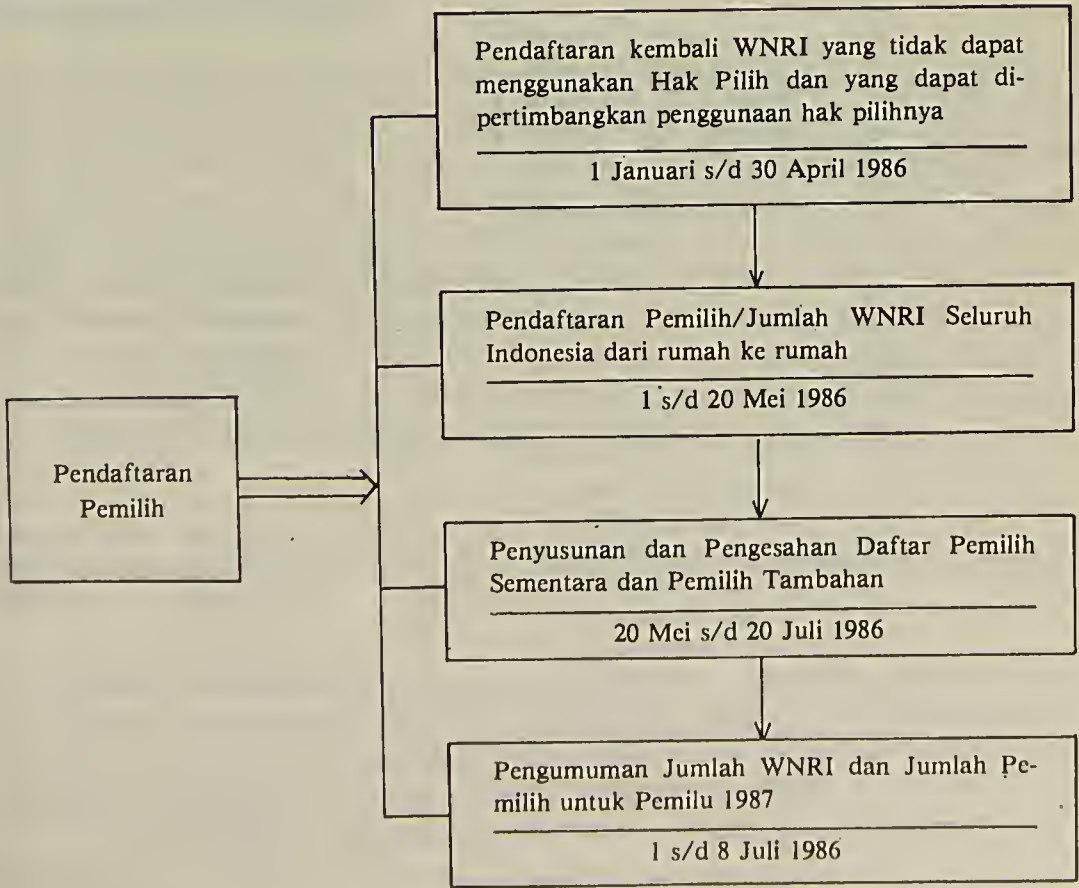 Pendaftaran kembali WNRI yang tidak dapat
menggunakan Hak Pilih dan yang dapat di-
pertimbangkan penggunaan hak pilihnya
1 Januari s/d 30 April 1986
Pendaftaran Pemilih/Jumlah WNRI Seluruh
Indonesia dari rumah ke rumah
1 s/d 20 Mei 1986
Pendaftaran
Pemilih
Penyusunan dan Pengesahan Daftar Pemilih
Sementara dan Pemilih Tambahan
20 Mei s/d 20 Juli 1986
Pengumuman Jumlah WNRI dan Jumlah Pe-
milih untuk Pemilu 1987
1 s/d 8 Juli 1986